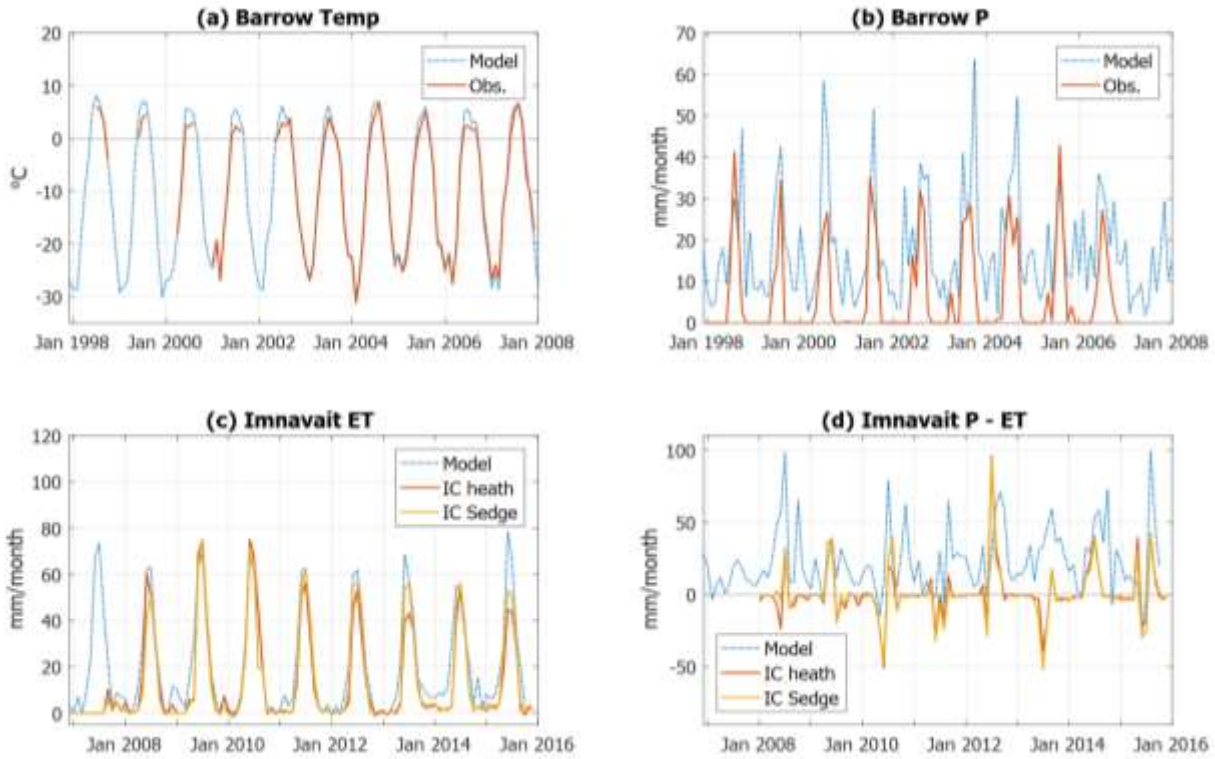 (a) Barrow Temp
ºC
20
10
0
-10
-20
-30
Model
Obs.
Jan 1998 Jan 2000 Jan 2002 Jan 2004 Jan 2006 Jan 2008
(b) Barrow P
mm/month
70
60
50
40
30
20
10
0
Model
Obs.
Jan 1998 Jan 2000 Jan 2002 Jan 2004 Jan 2006 Jan 2008
(c) Imnavait ET
mm/month
120
100
80
60
40
20
0
Model
IC heath
IC Sedge
Jan 2008 Jan 2010 Jan 2012 Jan 2014 Jan 2016
(d) Imnavait P - ET
mm/month
100
50
0
-50
Model
IC heath
IC Sedge
Jan 2008 Jan 2010 Jan 2012 Jan 2014 Jan 2016